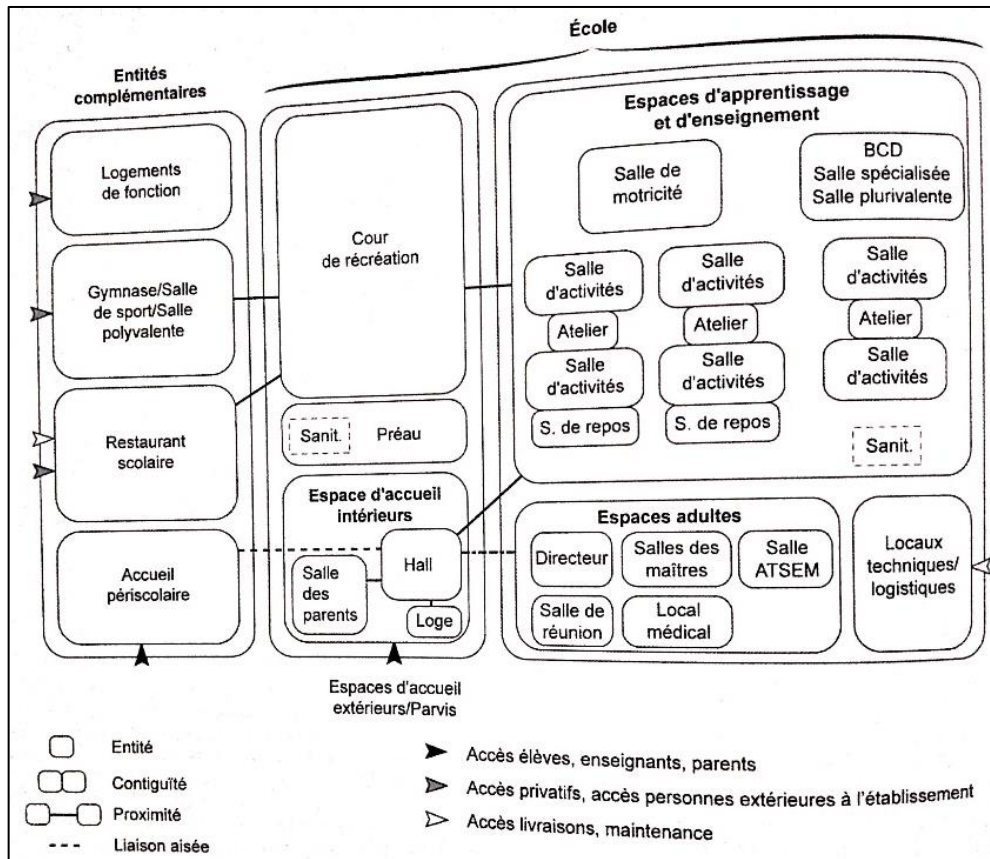 École
Entités
complémentaires
Logements
de fonction
Gymnase/Salle
de sport/Salle
polyvalente
Restaurant
scolaire
Accueil
périscolaire
Cour
de récréation
Sanit.
Préau
Espace d'accueil
intérieurs
Hall
Salle
des
parents
Loge
Espaces d'accueil
extérieurs/Parvis
Espaces d'apprentissage
et d'enseignement
Salle de
motricité
BCD
Salle spécialisée
Salle plurivalente
Salle
d'activités
Atelier
Salle
d'activités
S. de repos
Salle
d'activités
Atelier
Salle
d'activités
S. de repos
Salle
d'activités
Atelier
Salle
d'activités
Sanit.
Espaces adultes
Directeur
Salles des
maîtres
Salle
ATSEM
Salle de
réunion
Local
médical
Locaux
techniques/
logistiques
Entité
Contiguïté
Proximité
Liaison aisée
Accès élèves, enseignants, parents
Accès privatifs, accès personnes extérieures à l'établissement
Accès livraisons, maintenance